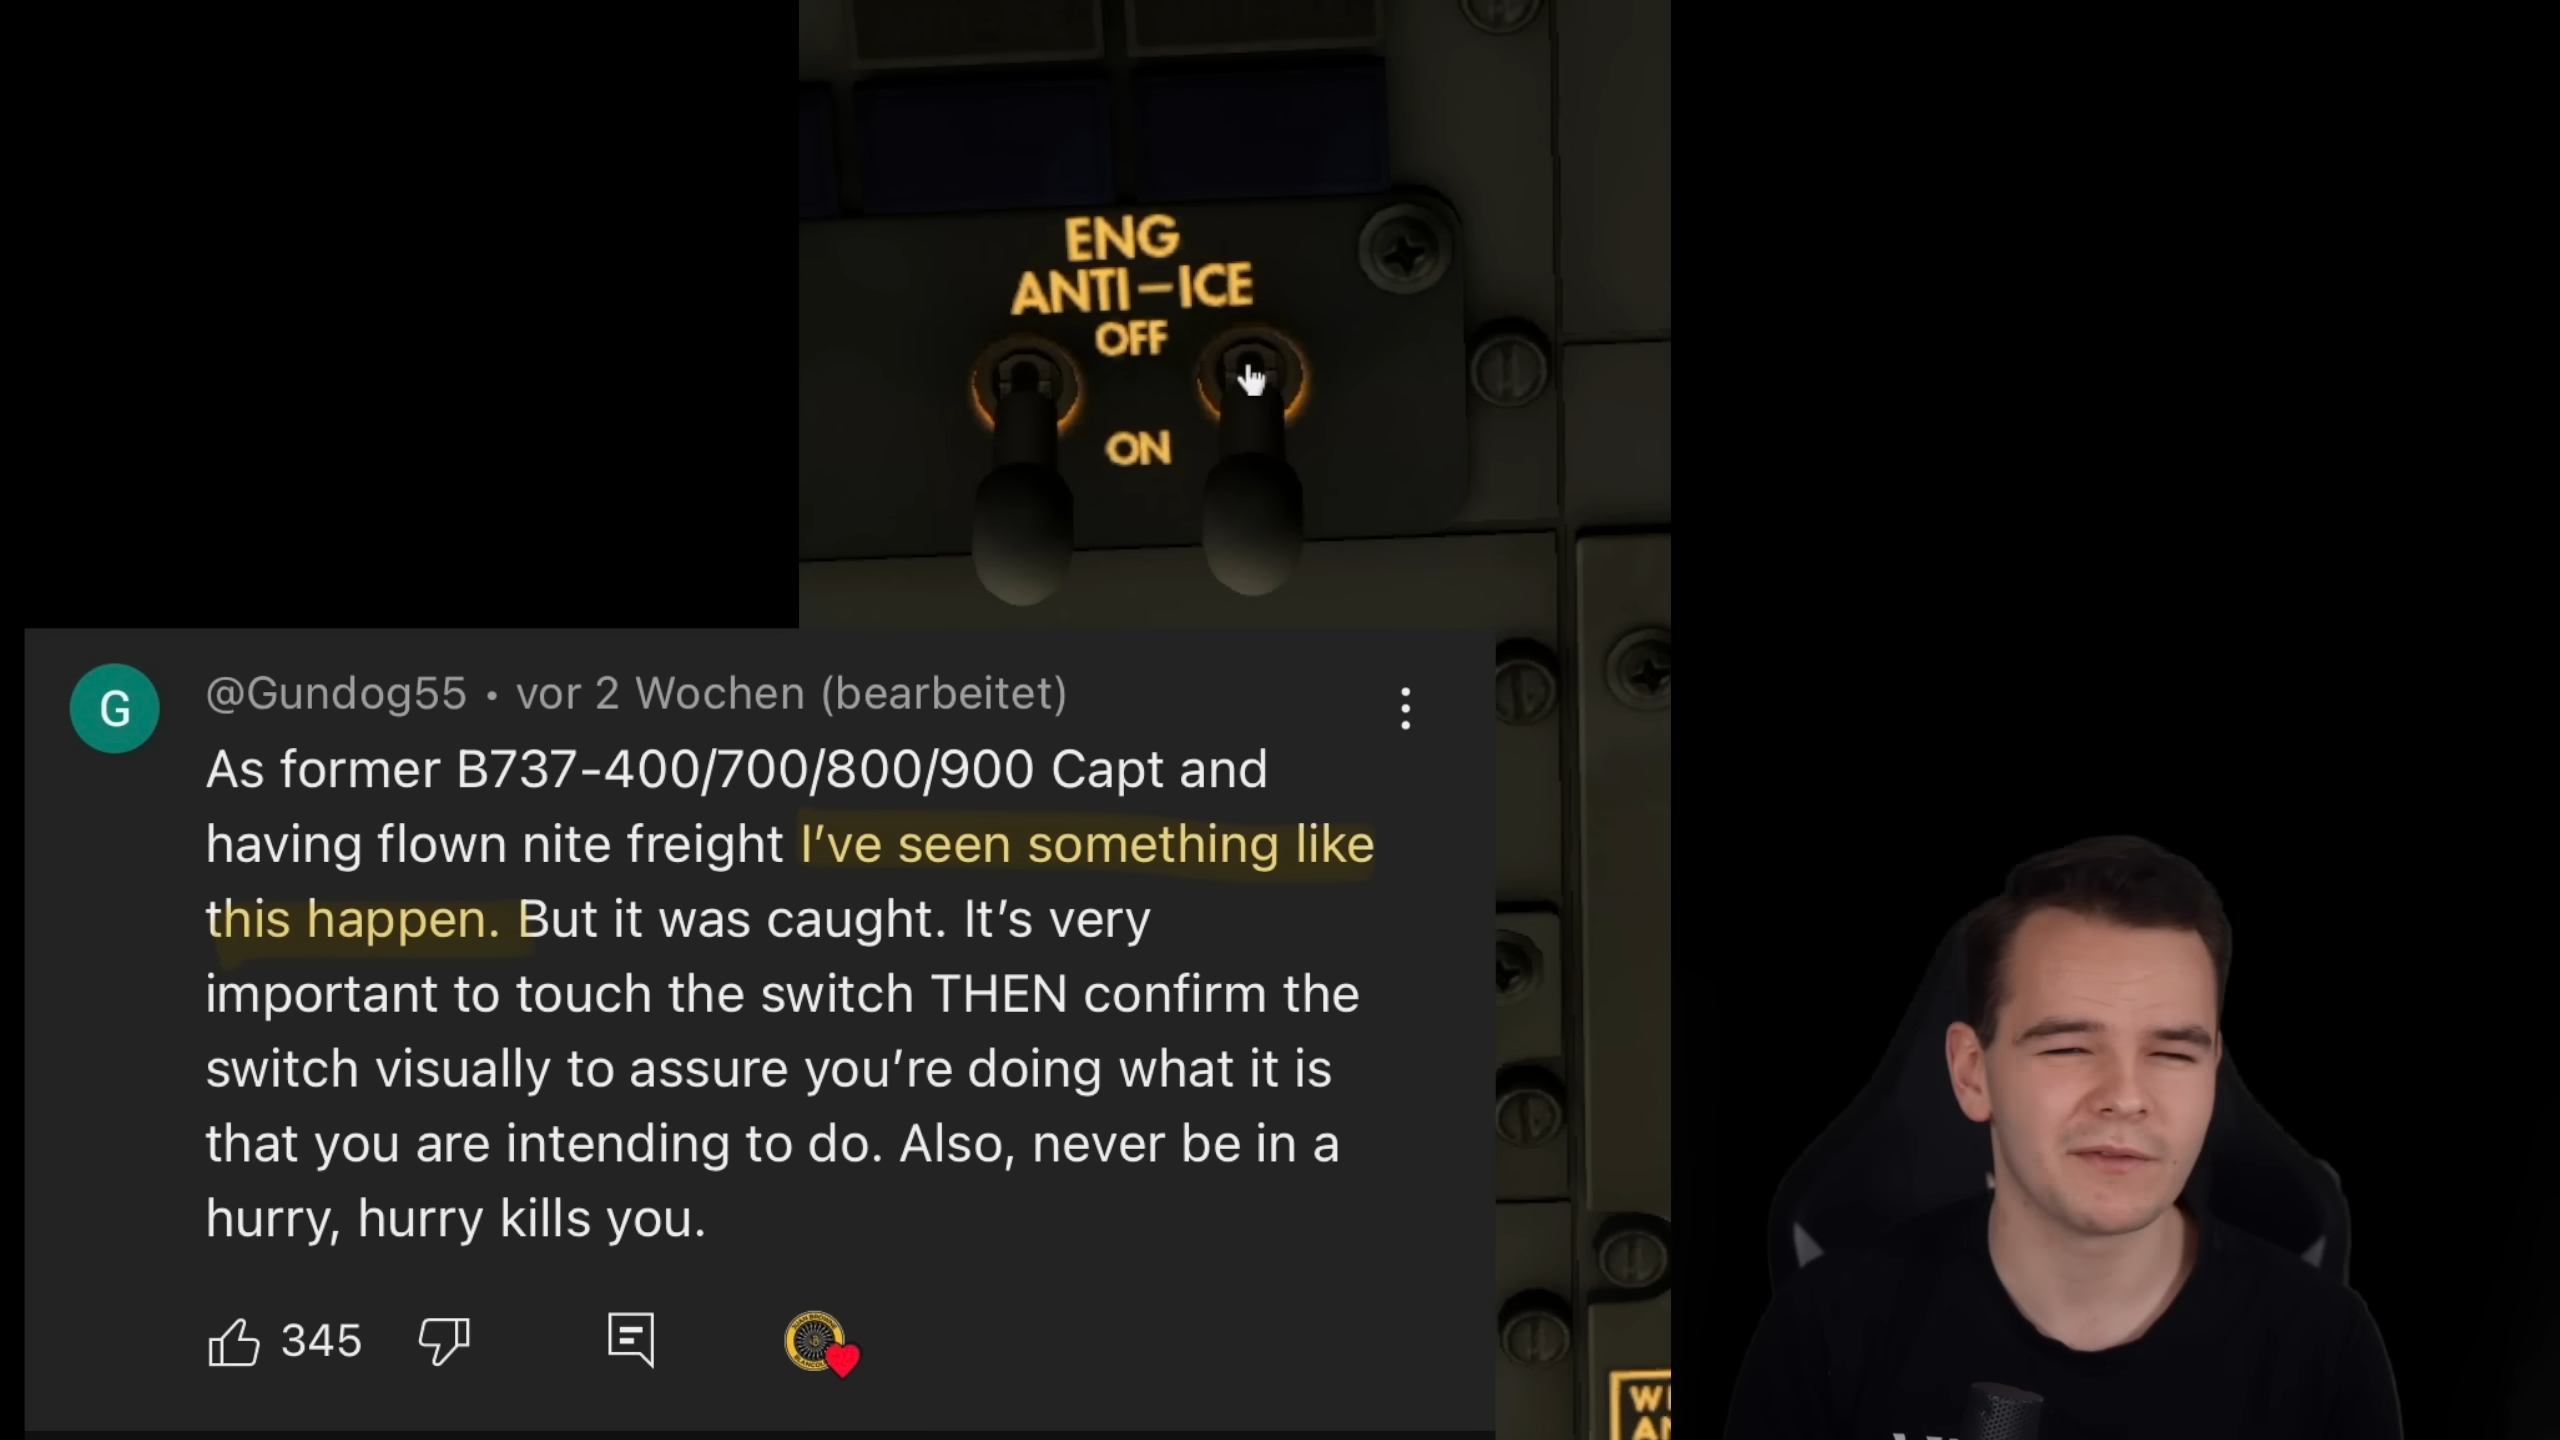 ENG
ANTI–ICE
OFF
ON
G
@Gundog55 • vor 2 Wochen (bearbeitet)
As former B737-400/700/800/900 Capt and
having flown nite freight I’ve seen something like
this happen. But it was caught. It’s very
important to touch the switch THEN confirm the
switch visually to assure you’re doing what it is
that you are intending to do. Also, never be in a
hurry, hurry kills you.
345
JUAN BROWNE